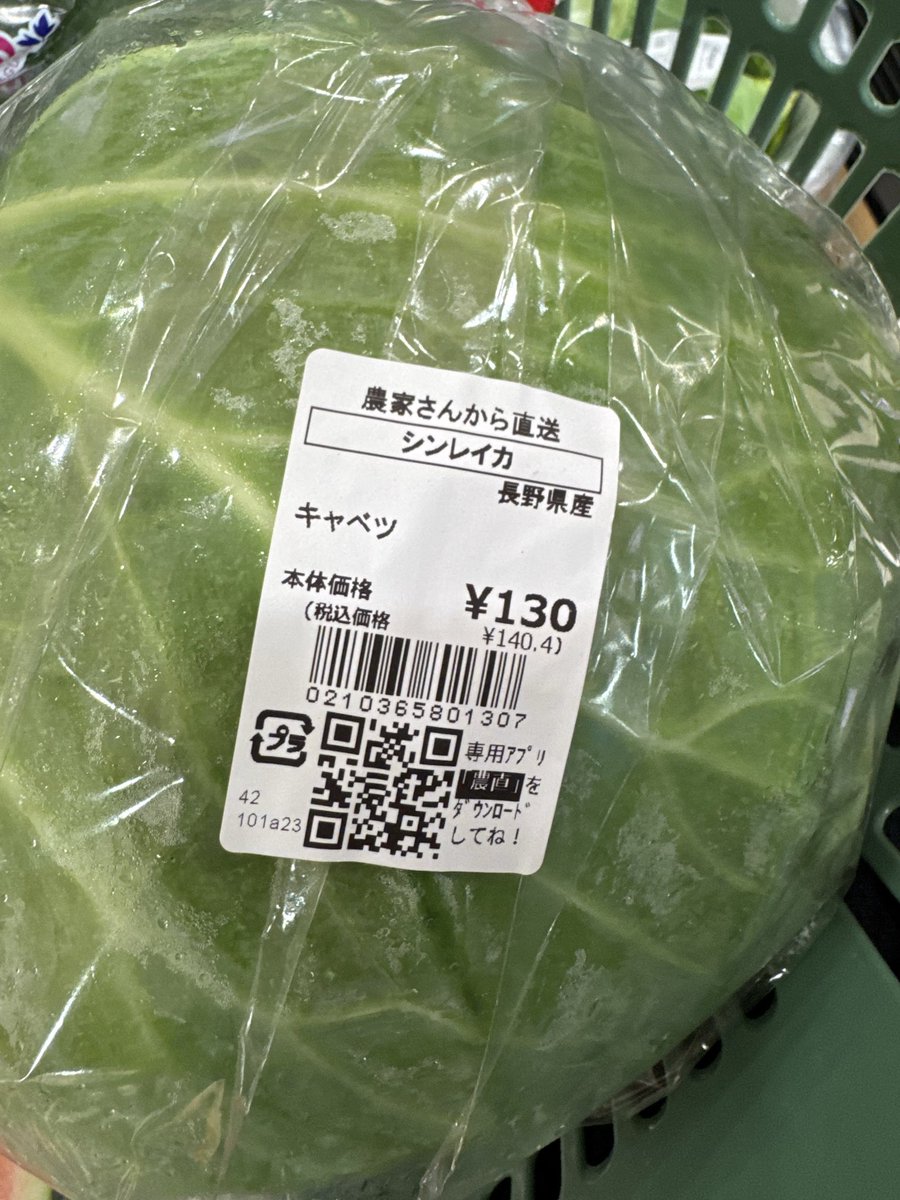 農家さんから直送
シンレイカ
長野県産
キャベツ
本体価格 ¥130
(税込価格 ¥140.4)
0210365801307
プラ
専用アプリ
「農直」を
ダウンロード
してね!
42
101a23